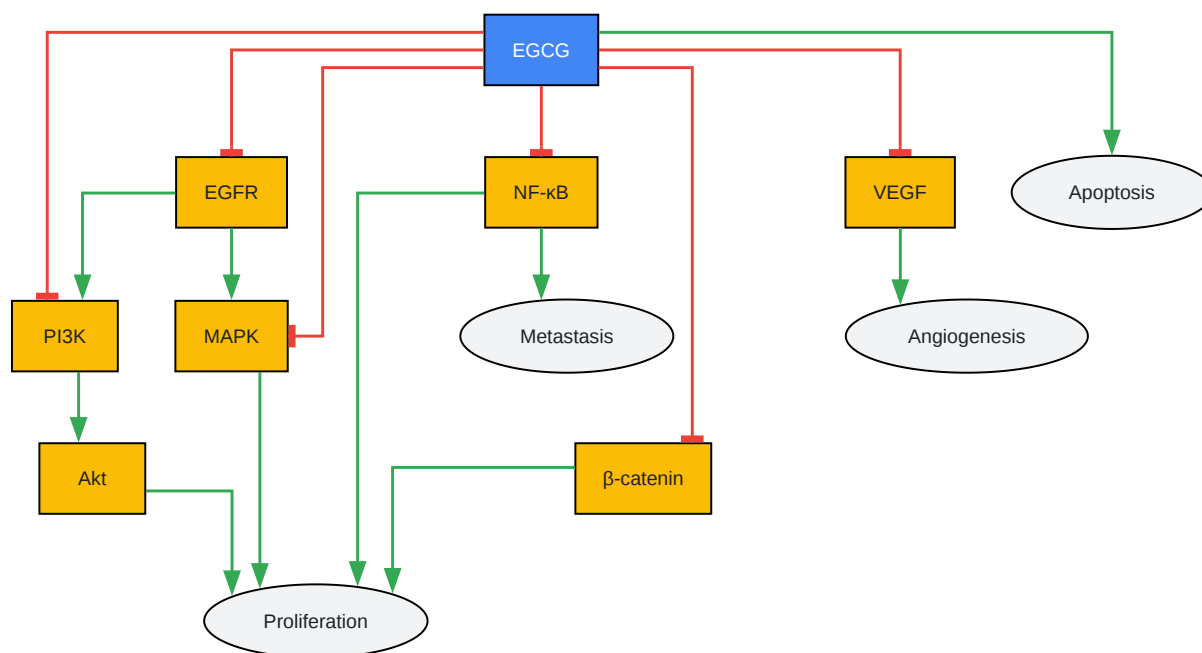 EGCG
EGFR
NF-κB
VEGF
Apoptosis
PI3K
MAPK
Metastasis
Angiogenesis
Akt
β-catenin
Proliferation